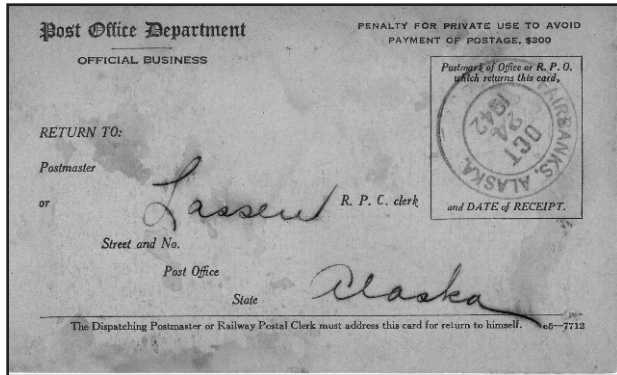 Post Office Department
OFFICIAL BUSINESS
PENALTY FOR PRIVATE USE TO AVOID
PAYMENT OF POSTAGE, $300
Postmark of Office or R. P. O.
which returns this card,
FAIRBANKS, ALASKA.
OCT
24
1942
and DATE of RECEIPT.
RETURN TO:
Postmaster
or Lassen R. P. C. clerk
Street and No.
Post Office
State Alaska
The Dispatching Postmaster or Railway Postal Clerk must address this card for return to himself. c5—7712